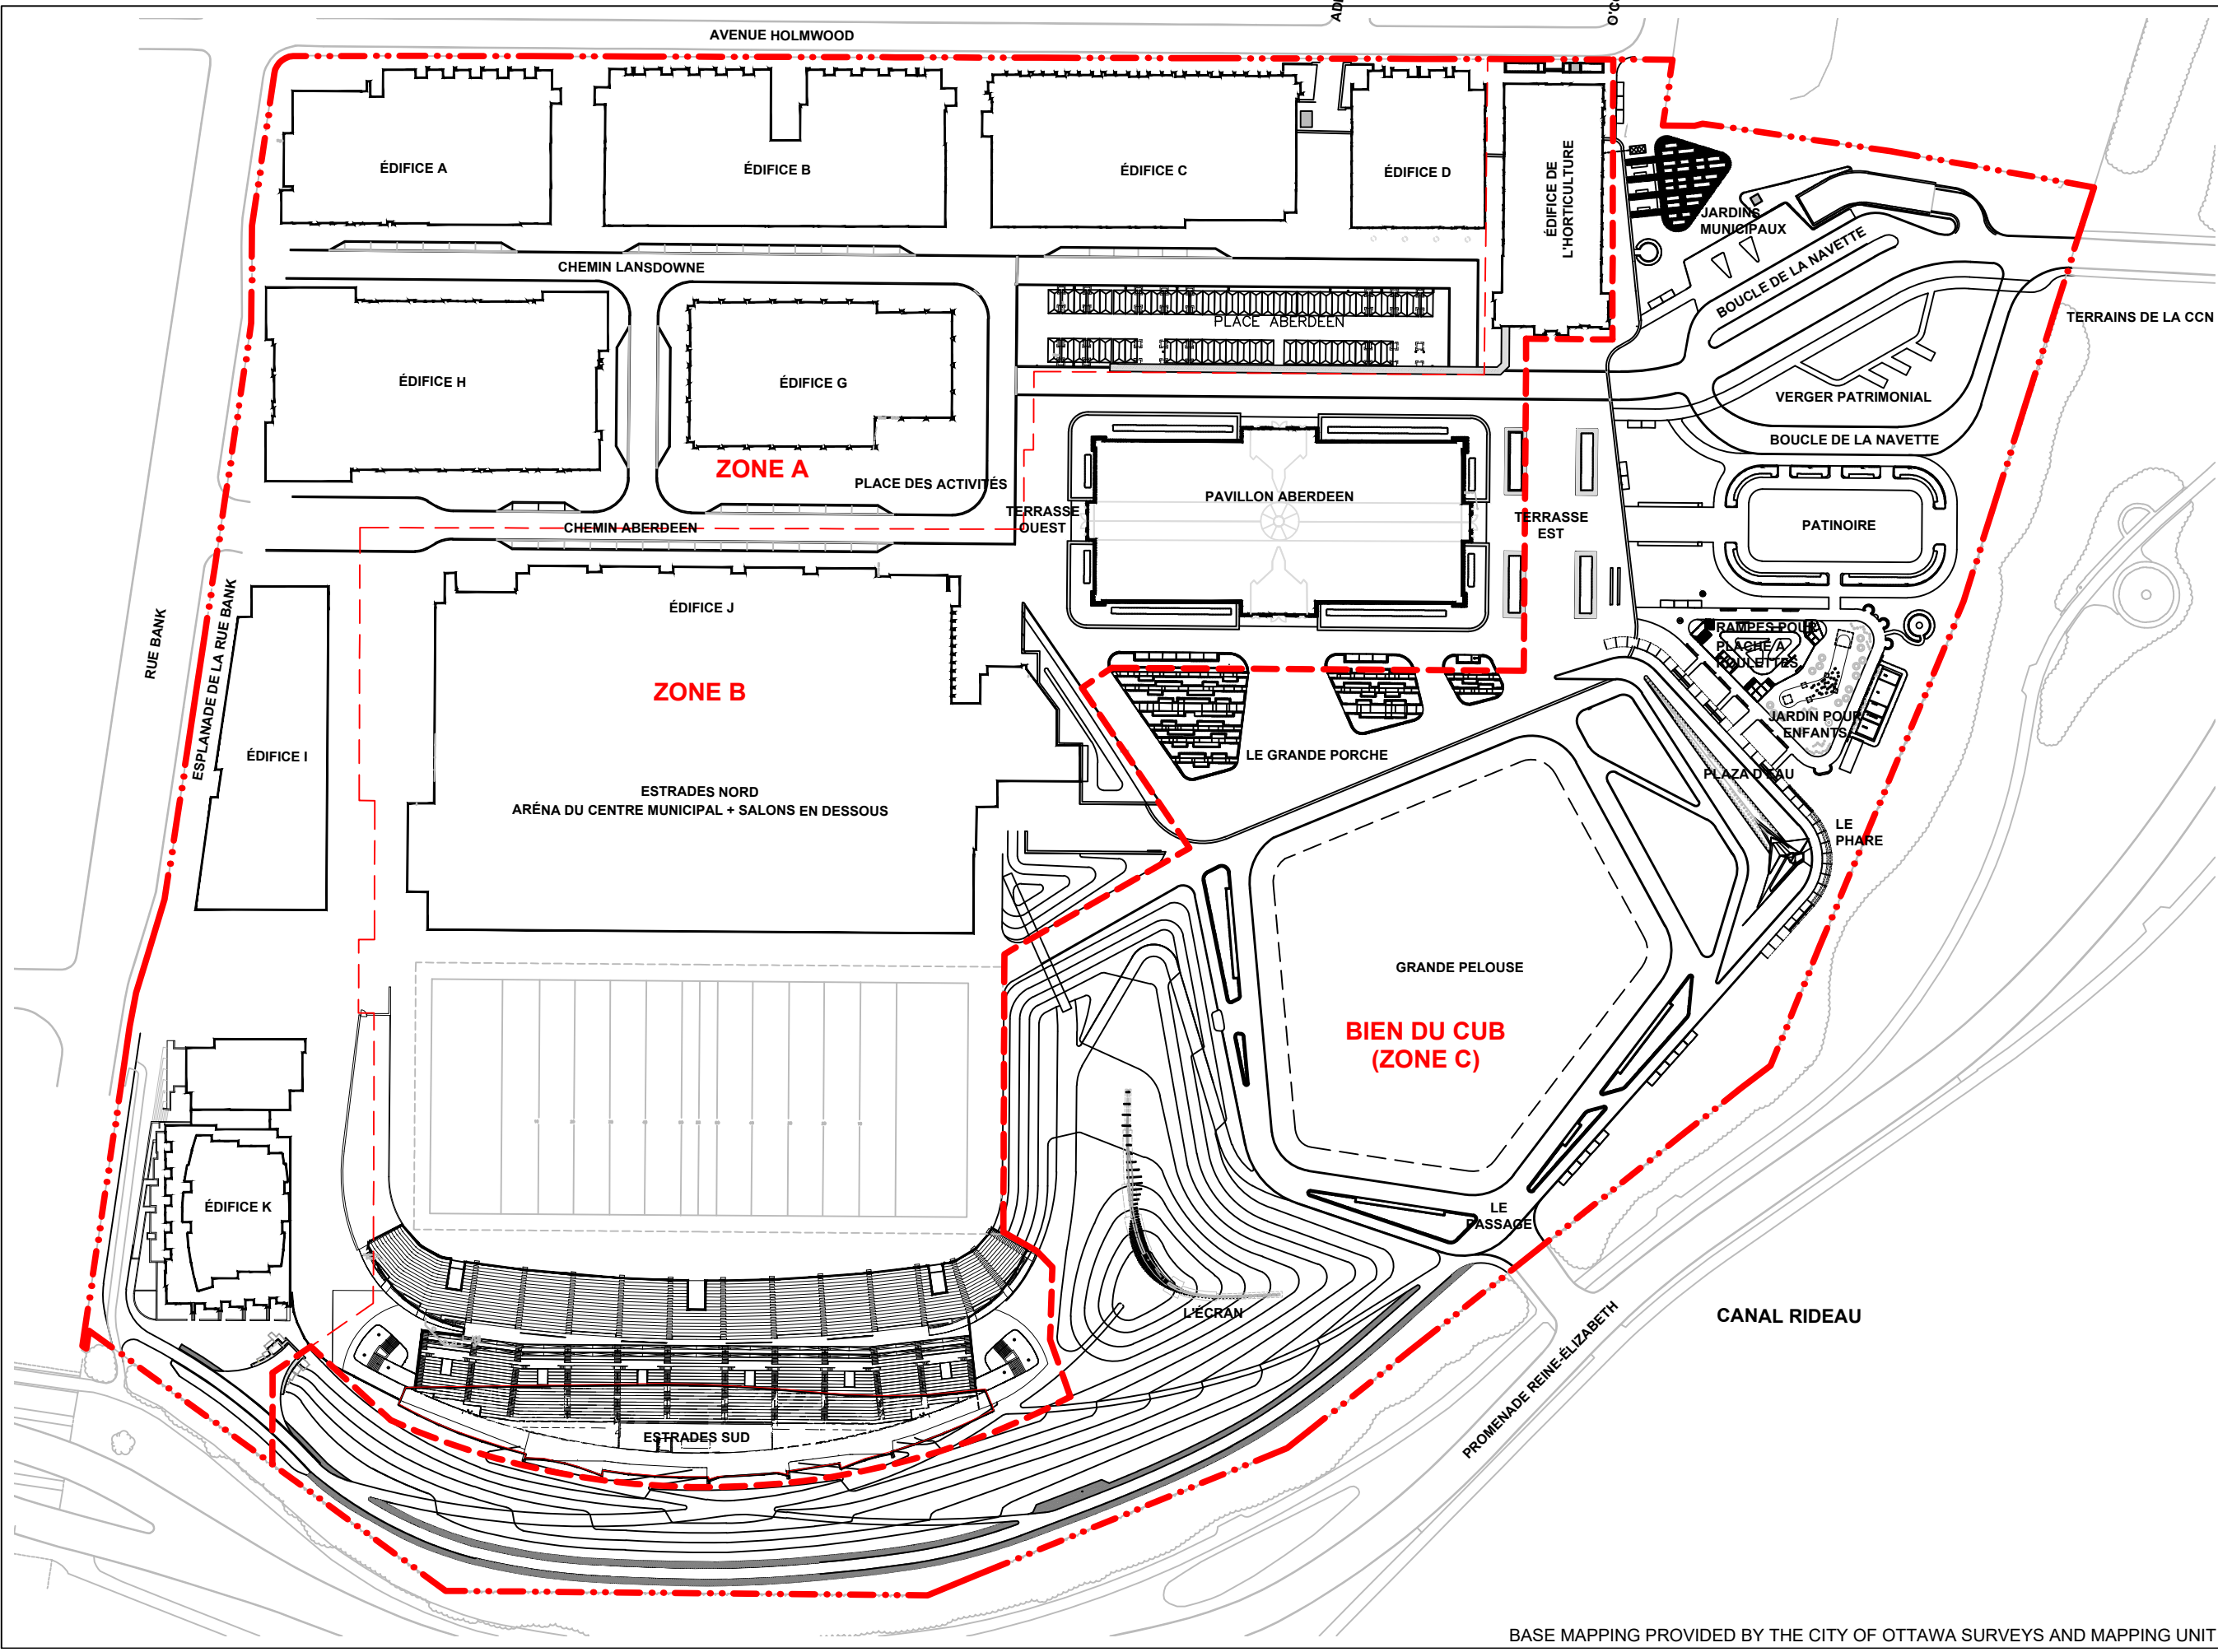 AVENUE HOLMWOOD
ÉDIFICE A
ÉDIFICE B
ÉDIFICE C
ÉDIFICE D
ÉDIFICE DE
L'HORTICULTURE
JARDINS
MUNICIPAUX
BOUCLE DE LA NAVETTE
CHEMIN LANSDOWNE
PLACE ABERDEEN
TERRAINS DE LA CCN
ÉDIFICE H
ÉDIFICE G
VERGER PATRIMONIAL
BOUCLE DE LA NAVETTE
ZONE A
PLACE DES ACTIVITÉS
PAVILLON ABERDEEN
TERRASSE
OUEST
TERRASSE
EST
PATINOIRE
CHEMIN ABERDEEN
RUE BANK
ESPLANADE DE LA RUE BANK
ÉDIFICE J
RAMPES POUR
PLACHE À
ROULETTES
ZONE B
JARDIN POUR
ENFANTS
ÉDIFICE I
LE GRANDE PORCHE
PLAZA D'EAU
ESTRADES NORD
ARÉNA DU CENTRE MUNICIPAL + SALONS EN DESSOUS
LE
PHARE
GRANDE PELOUSE
BIEN DU CUB
(ZONE C)
ÉDIFICE K
LE
PASSAGE
L'ÉCRAN
CANAL RIDEAU
PROMENADE REINE-ÉLIZABETH
ESTRADES SUD
BASE MAPPING PROVIDED BY THE CITY OF OTTAWA SURVEYS AND MAPPING UNIT